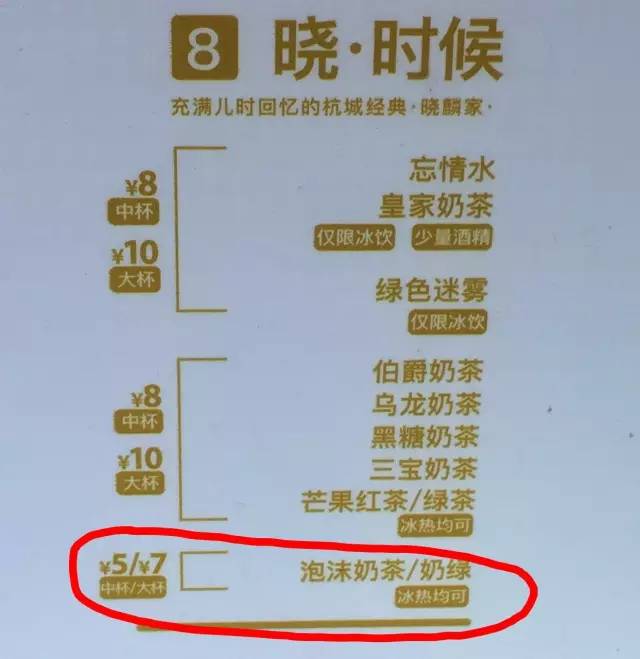 8 晓·时候
充满儿时回忆的杭城经典·晓麟家·
忘情水
¥8 皇家奶茶
中杯 仅限冰饮 少量酒精
¥10
大杯 绿色迷雾
仅限冰饮
伯爵奶茶
¥8 乌龙奶茶
中杯 黑糖奶茶
¥10 三宝奶茶
大杯 芒果红茶/绿茶
冰热均可
¥5/¥7 泡沫奶茶/奶绿
中杯/大杯 冰热均可